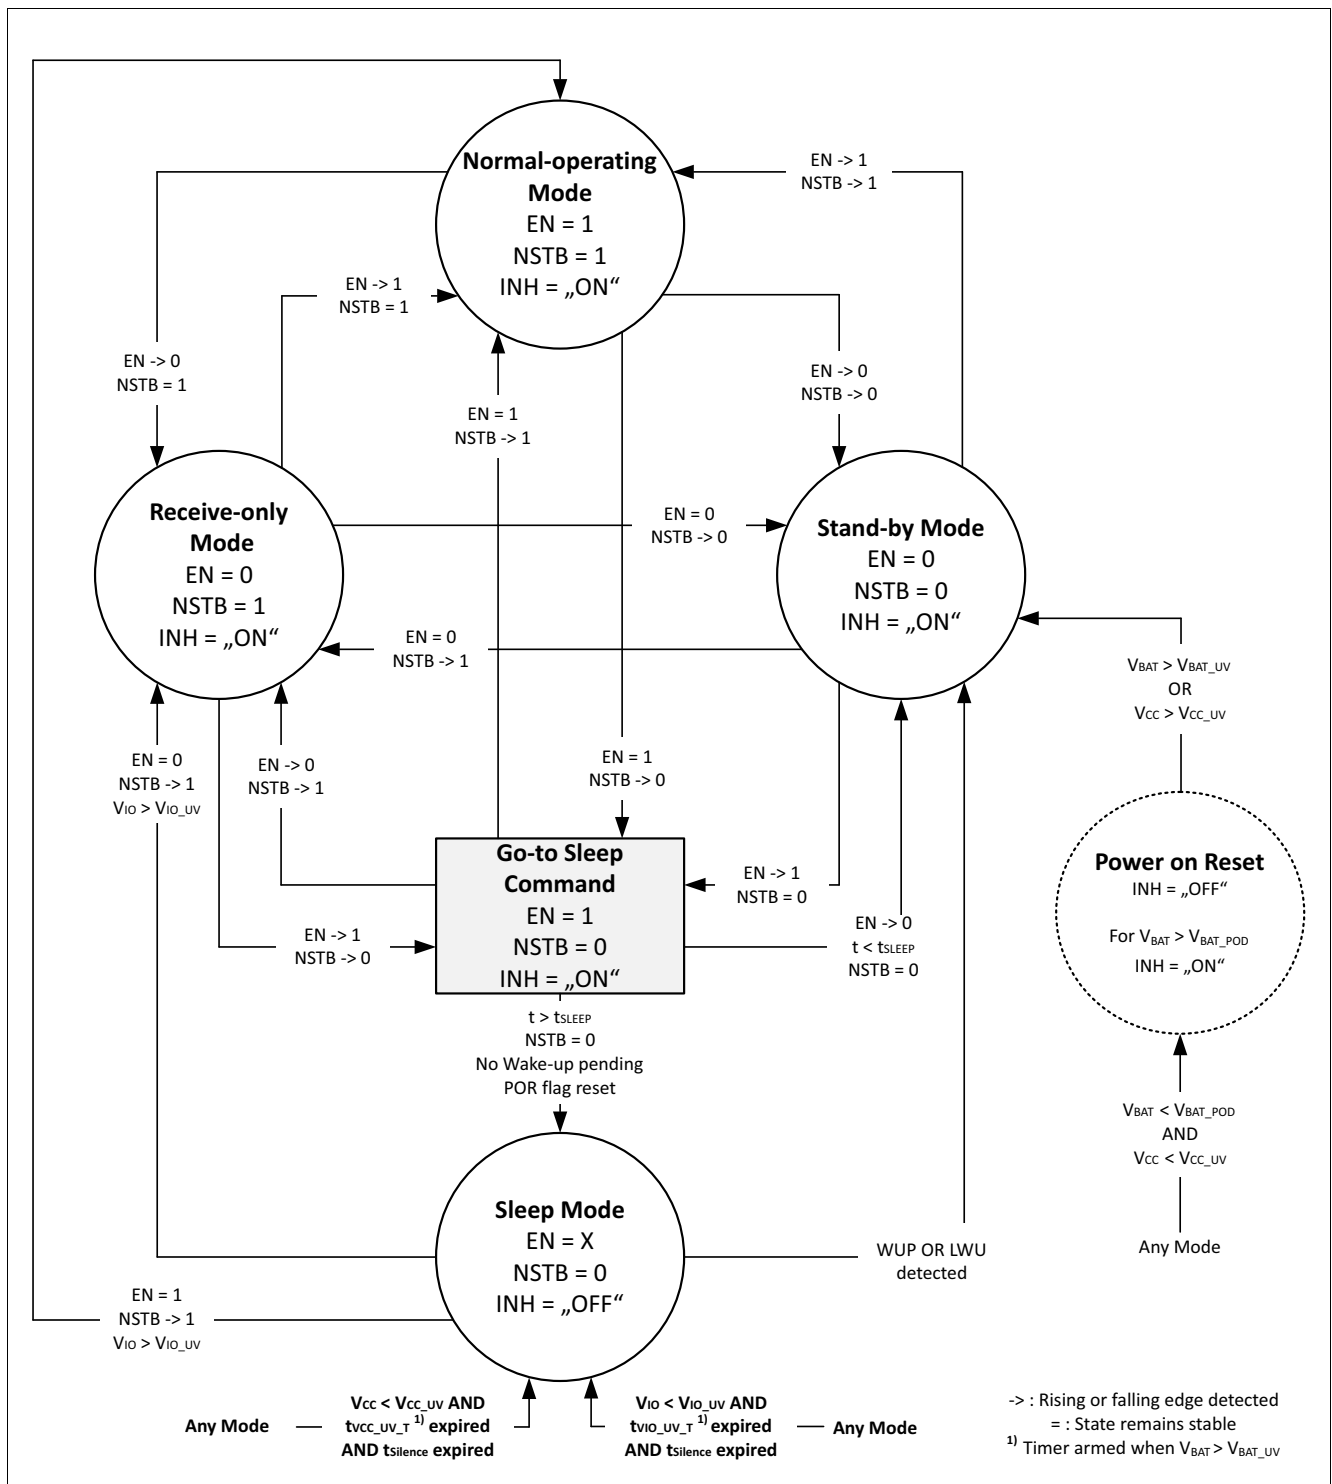 Normal-operating
Mode
EN = 1
NSTB = 1
INH = „ON“
EN -> 1
NSTB -> 1
EN -> 1
NSTB = 1
EN -> 0
NSTB = 1
EN -> 0
NSTB -> 0
EN = 1
NSTB -> 1
Receive-only
Mode
EN = 0
NSTB = 1
INH = „ON“
EN = 0
NSTB -> 0
Stand-by Mode
EN = 0
NSTB = 0
INH = „ON“
EN = 0
NSTB -> 1
VBAT > VBAT_UV
OR
VCC > VCC_UV
EN = 0
NSTB -> 1
VIO > VIO_UV
EN -> 0
NSTB -> 1
EN = 1
NSTB -> 0
Go-to Sleep
Command
EN = 1
NSTB = 0
INH = „ON“
EN -> 1
NSTB = 0
EN -> 1
NSTB -> 0
EN -> 0
t < tSLEEP
NSTB = 0
Power on Reset
INH = „OFF“
For VBAT > VBAT_POD
INH = „ON“
t > tSLEEP
NSTB = 0
No Wake-up pending
POR flag reset
VBAT < VBAT_POD
AND
VCC < VCC_UV
Any Mode
Sleep Mode
EN = X
NSTB = 0
INH = „OFF“
WUP OR LWU
detected
EN = 1
NSTB -> 1
VIO > VIO_UV
Any Mode
VCC < VCC_UV AND
tVCC_UV_T 1) expired
AND tSilence expired
VIO < VIO_UV AND
tVIO_UV_T 1) expired
AND tSilence expired
Any Mode
-> : Rising or falling edge detected
= : State remains stable
1) Timer armed when VBAT > VBAT_UV